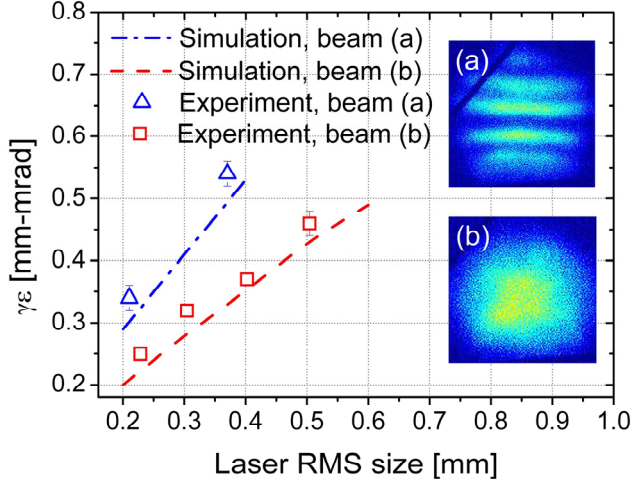 0.8
0.7
0.6
0.5
0.4
0.3
0.2
γε [mm-mrad]
Simulation, beam (a)
Simulation, beam (b)
Experiment, beam (a)
Experiment, beam (b)
(a)
(b)
0.2 0.3 0.4 0.5 0.6 0.7 0.8 0.9 1.0
Laser RMS size [mm]